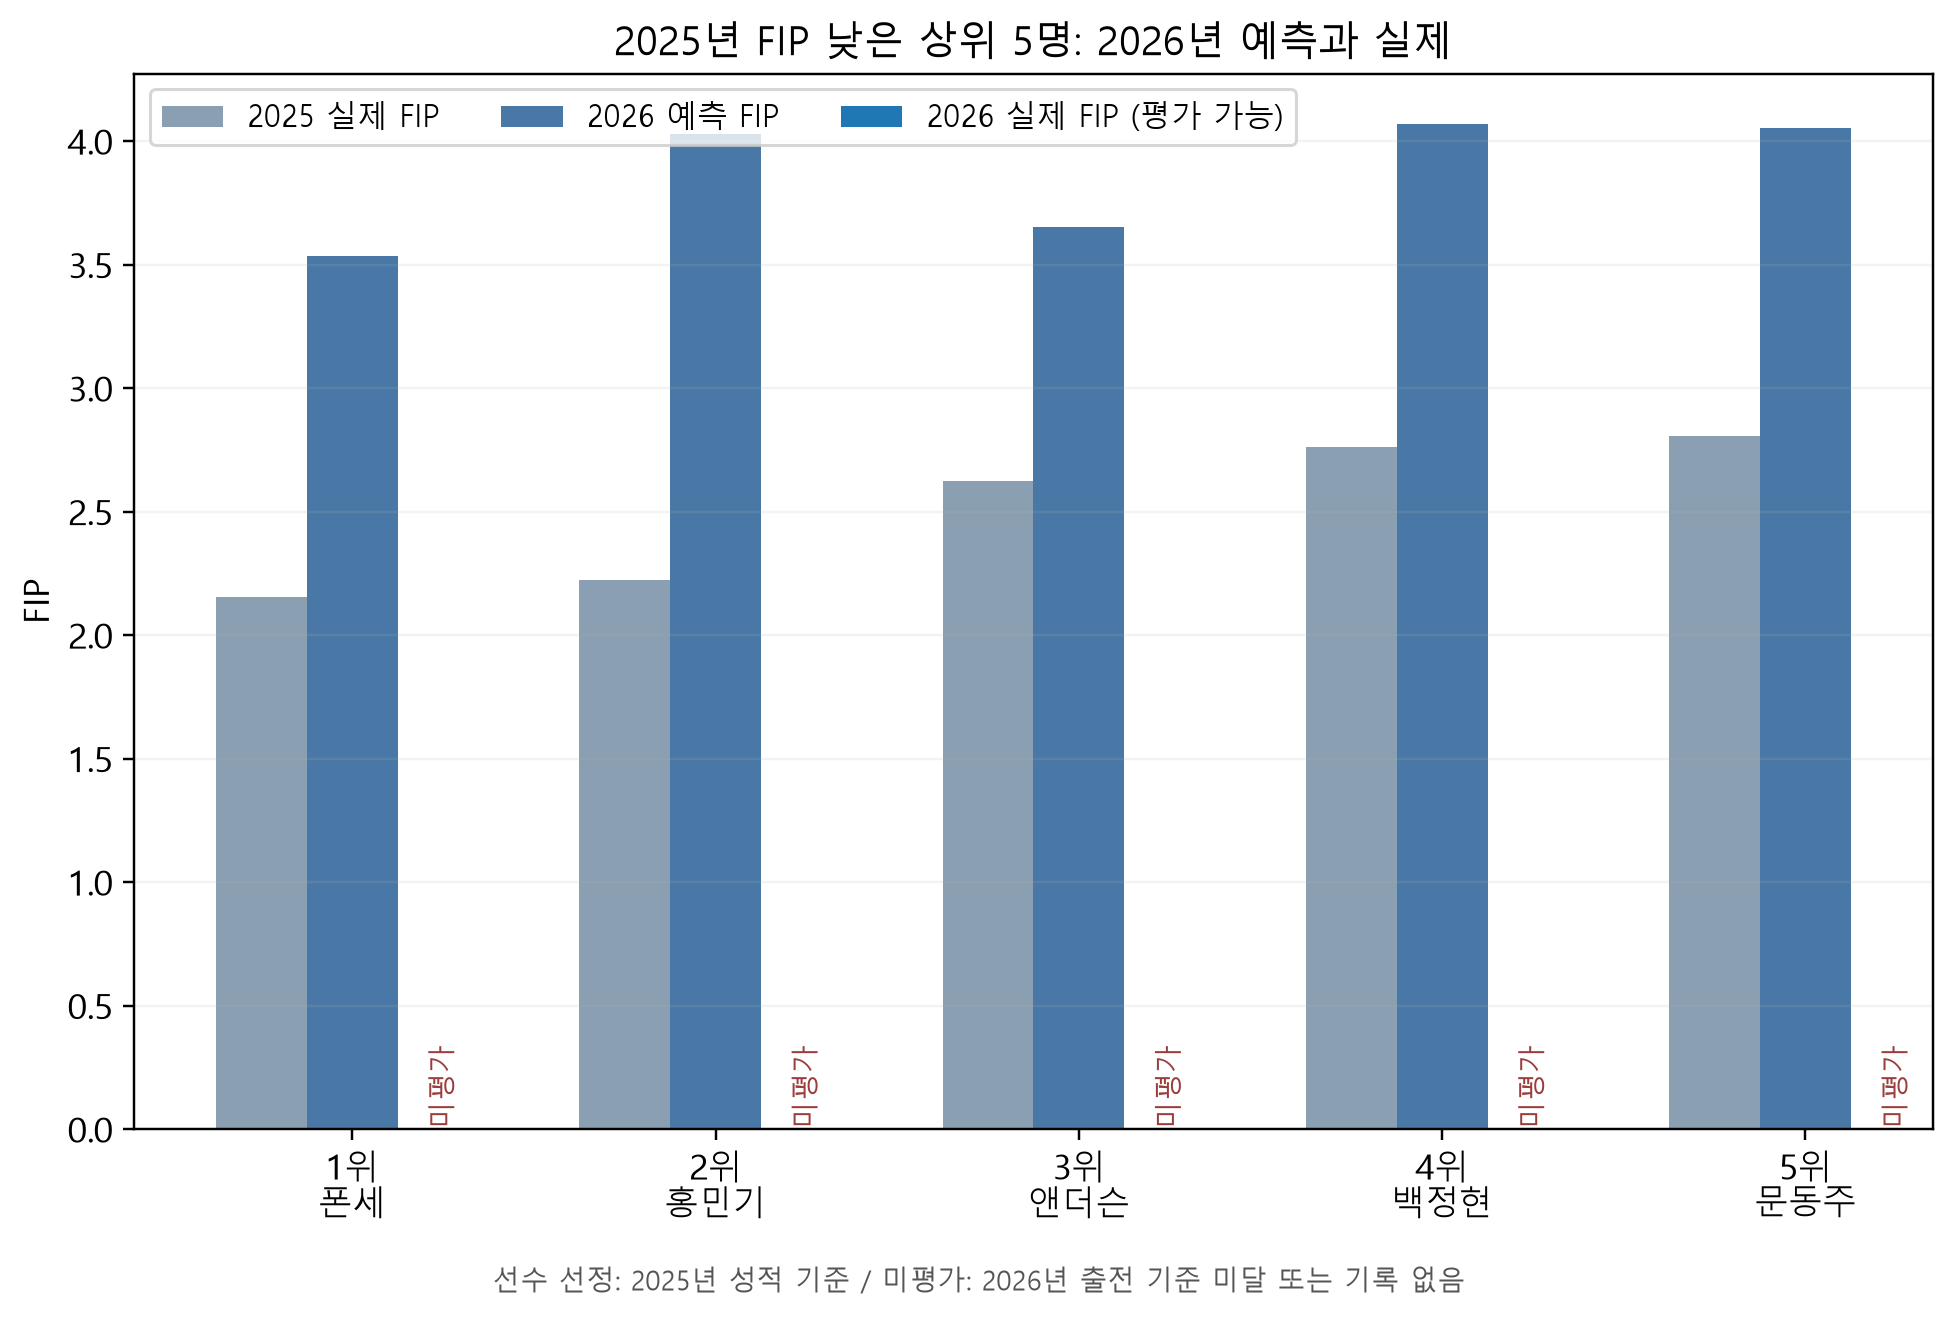 2025년 FIP 낮은 상위 5명: 2026년 예측과 실제
2025 실제 FIP
2026 예측 FIP
2026 실제 FIP (평가 가능)
FIP
4.0
3.5
3.0
2.5
2.0
1.5
1.0
0.5
0.0
미평가
미평가
미평가
미평가
미평가
1위
폰세
2위
홍민기
3위
앤더슨
4위
백정현
5위
문동주
선수 선정: 2025년 성적 기준 / 미평가: 2026년 출전 기준 미달 또는 기록 없음